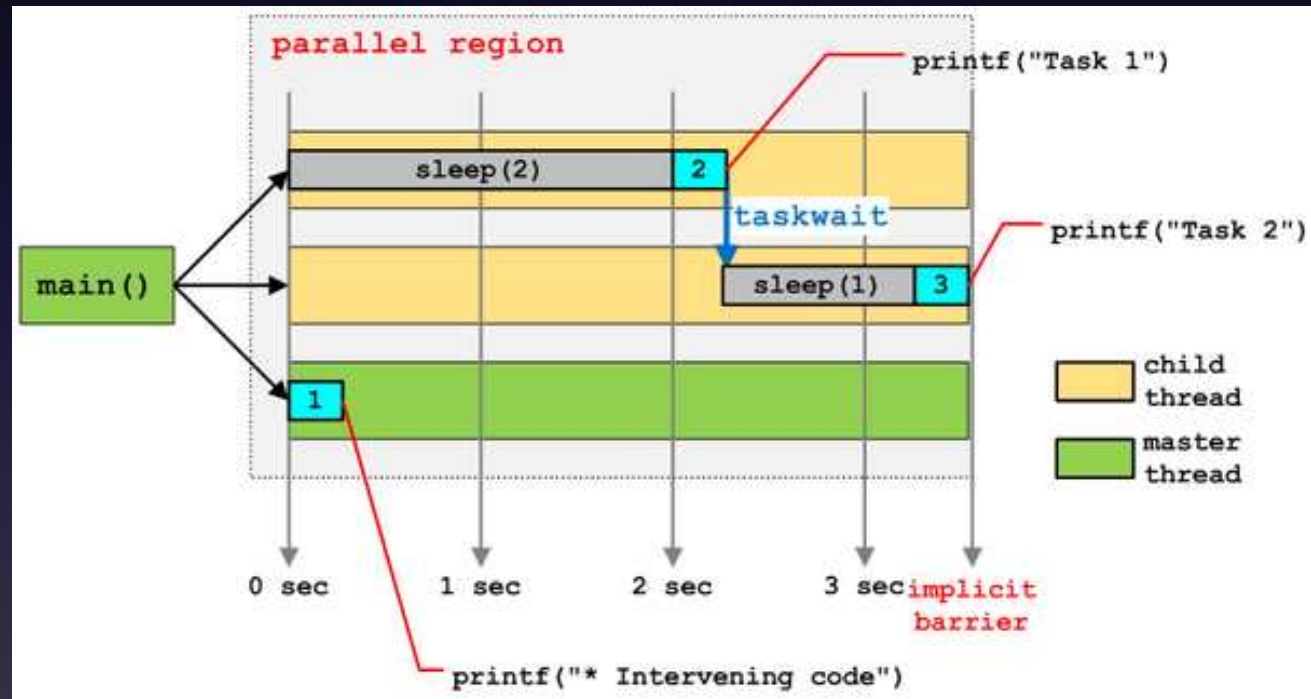 parallel region
printf("Task 1")
sleep(2)
2
taskwait
printf("Task 2")
main()
sleep(1)
3
child
thread
1
master
thread
0 sec
1 sec
2 sec
3 sec
implicit
barrier
printf("* Intervening code")